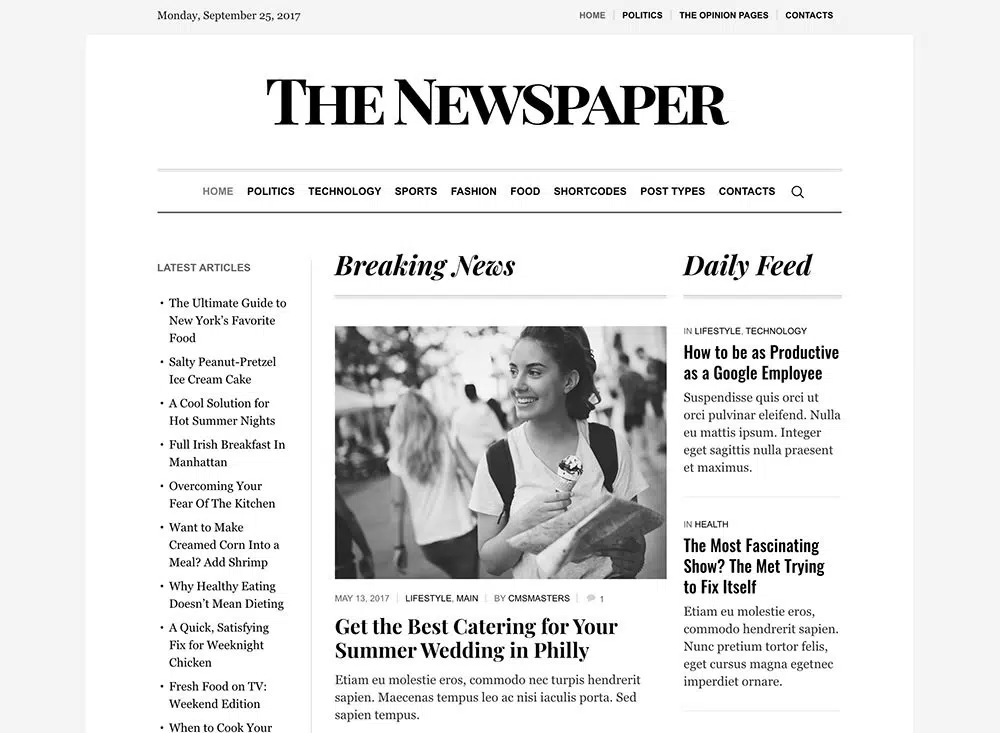 Monday, September 25, 2017
HOME POLITICS THE OPINION PAGES CONTACTS
THE NEWSPAPER
HOME POLITICS TECHNOLOGY SPORTS FASHION FOOD SHORTCODES POST TYPES CONTACTS
LATEST ARTICLES
• The Ultimate Guide to
New York's Favorite
Food
• Salty Peanut-Pretzel
Ice Cream Cake
• A Cool Solution for
Hot Summer Nights
• Full Irish Breakfast In
Manhattan
• Overcoming Your
Fear Of The Kitchen
• Want to Make
Creamed Corn Into a
Meal? Add Shrimp
• Why Healthy Eating
Doesn't Mean Dieting
• A Quick, Satisfying
Fix for Weeknight
Chicken
• Fresh Food on TV:
Weekend Edition
• When to Cook Your
Breaking News
MAY 13, 2017 LIFESTYLE, MAIN BY CMSMASTERS 1
Get the Best Catering for Your
Summer Wedding in Philly
Etiam eu molestie eros, commodo nec turpis hendrerit
sapien. Maecenas tempus leo ac nisi iaculis porta. Sed
sapien tempus.
Daily Feed
IN LIFESTYLE, TECHNOLOGY
How to be as Productive
as a Google Employee
Suspendisse quis orci ut
orci pulvinar eleifend. Nulla
eu mattis ipsum. Integer
eget sagittis nulla praesent
et maximus.
IN HEALTH
The Most Fascinating
Show? The Met Trying
to Fix Itself
Etiam eu molestie eros,
commodo hendrerit sapien.
Nunc pretium tortor felis,
eget cursus magna egetnec
imperdiet ornare.